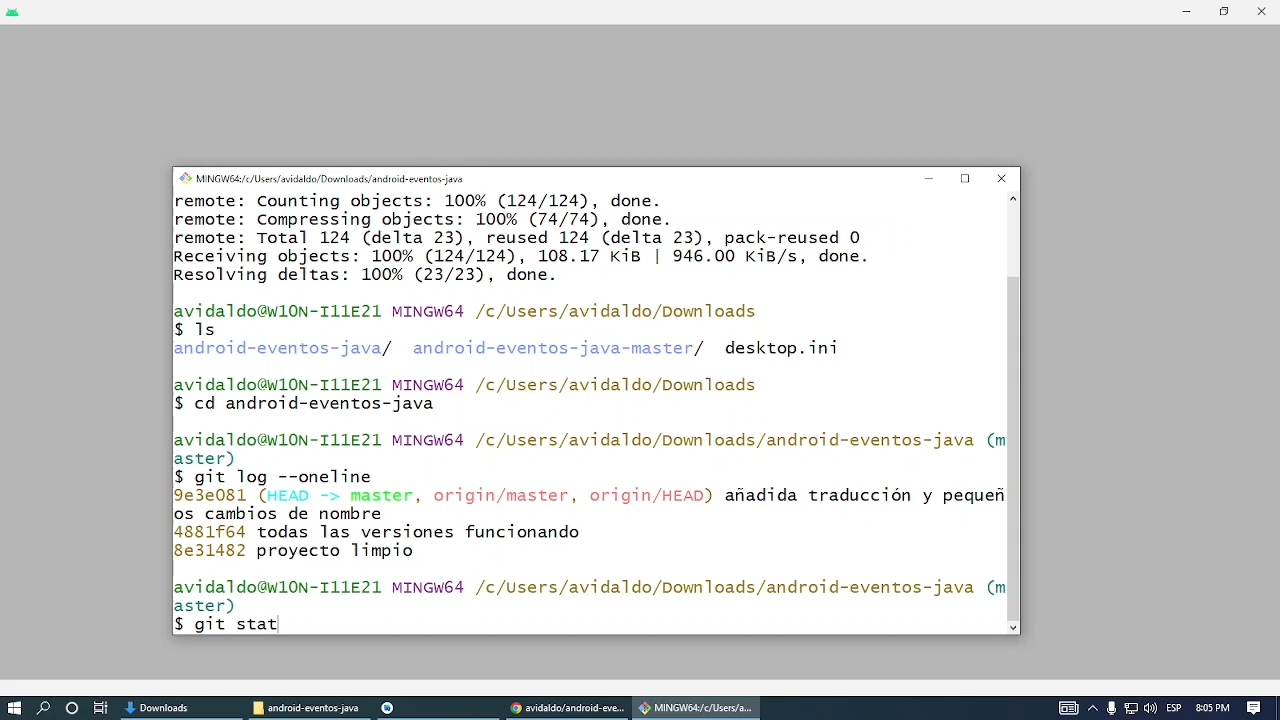 MINGW64:/c/Users/avidaldo/Downloads/android-eventos-java
remote: Counting objects: 100% (124/124), done.
remote: Compressing objects: 100% (74/74), done.
remote: Total 124 (delta 23), reused 124 (delta 23), pack-reused 0
Receiving objects: 100% (124/124), 108.17 KiB | 946.00 KiB/s, done.
Resolving deltas: 100% (23/23), done.
avidaldo@W10N-I11E21 MINGW64 /c/Users/avidaldo/Downloads
$ ls
android-eventos-java/  android-eventos-java-master/  desktop.ini
avidaldo@W10N-I11E21 MINGW64 /c/Users/avidaldo/Downloads
$ cd android-eventos-java
avidaldo@W10N-I11E21 MINGW64 /c/Users/avidaldo/Downloads/android-eventos-java (m
aster)
$ git log --oneline
9e3e081 (HEAD -> master, origin/master, origin/HEAD) añadida traducción y pequeñ
os cambios de nombre
4881f64 todas las versiones funcionando
8e31482 proyecto limpio
avidaldo@W10N-I11E21 MINGW64 /c/Users/avidaldo/Downloads/android-eventos-java (m
aster)
$ git stat
Downloads android-eventos-java avidaldo/android-eve... MINGW64:/c/Users/a... ESP 8:05 PM